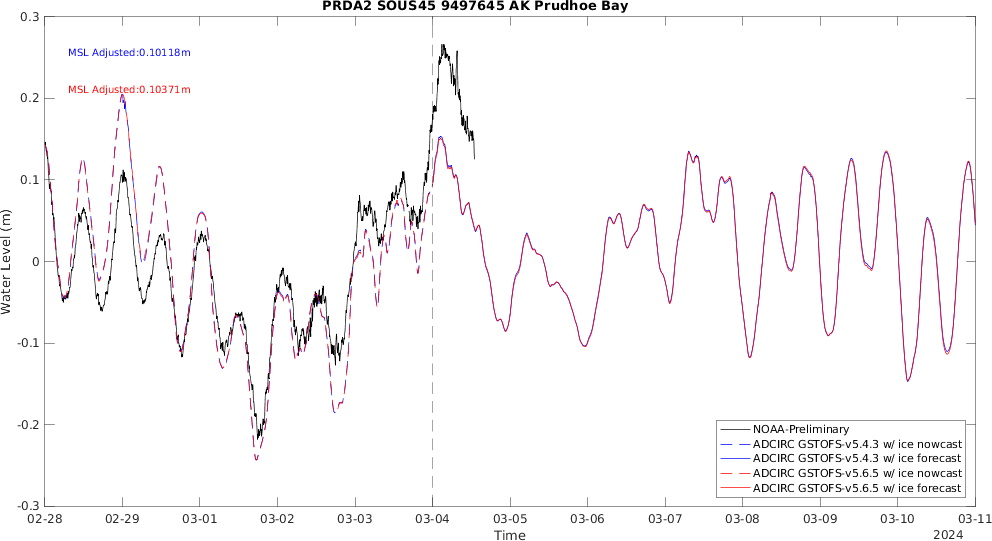 PRDA2 SOUS45 9497645 AK Prudhoe Bay
0.3
MSL Adjusted:0.10118m
MSL Adjusted:0.10371m
0.2
0.1
0
-0.1
-0.2
-0.3
Water Level (m)
NOAA-Preliminary
ADCIRC GSTOFS-v5.4.3 w/ ice nowcast
ADCIRC GSTOFS-v5.4.3 w/ ice forecast
ADCIRC GSTOFS-v5.6.5 w/ ice nowcast
ADCIRC GSTOFS-v5.6.5 w/ ice forecast
02-28 02-29 03-01 03-02 03-03 03-04 03-05 03-06 03-07 03-08 03-09 03-10 03-11
Time
2024